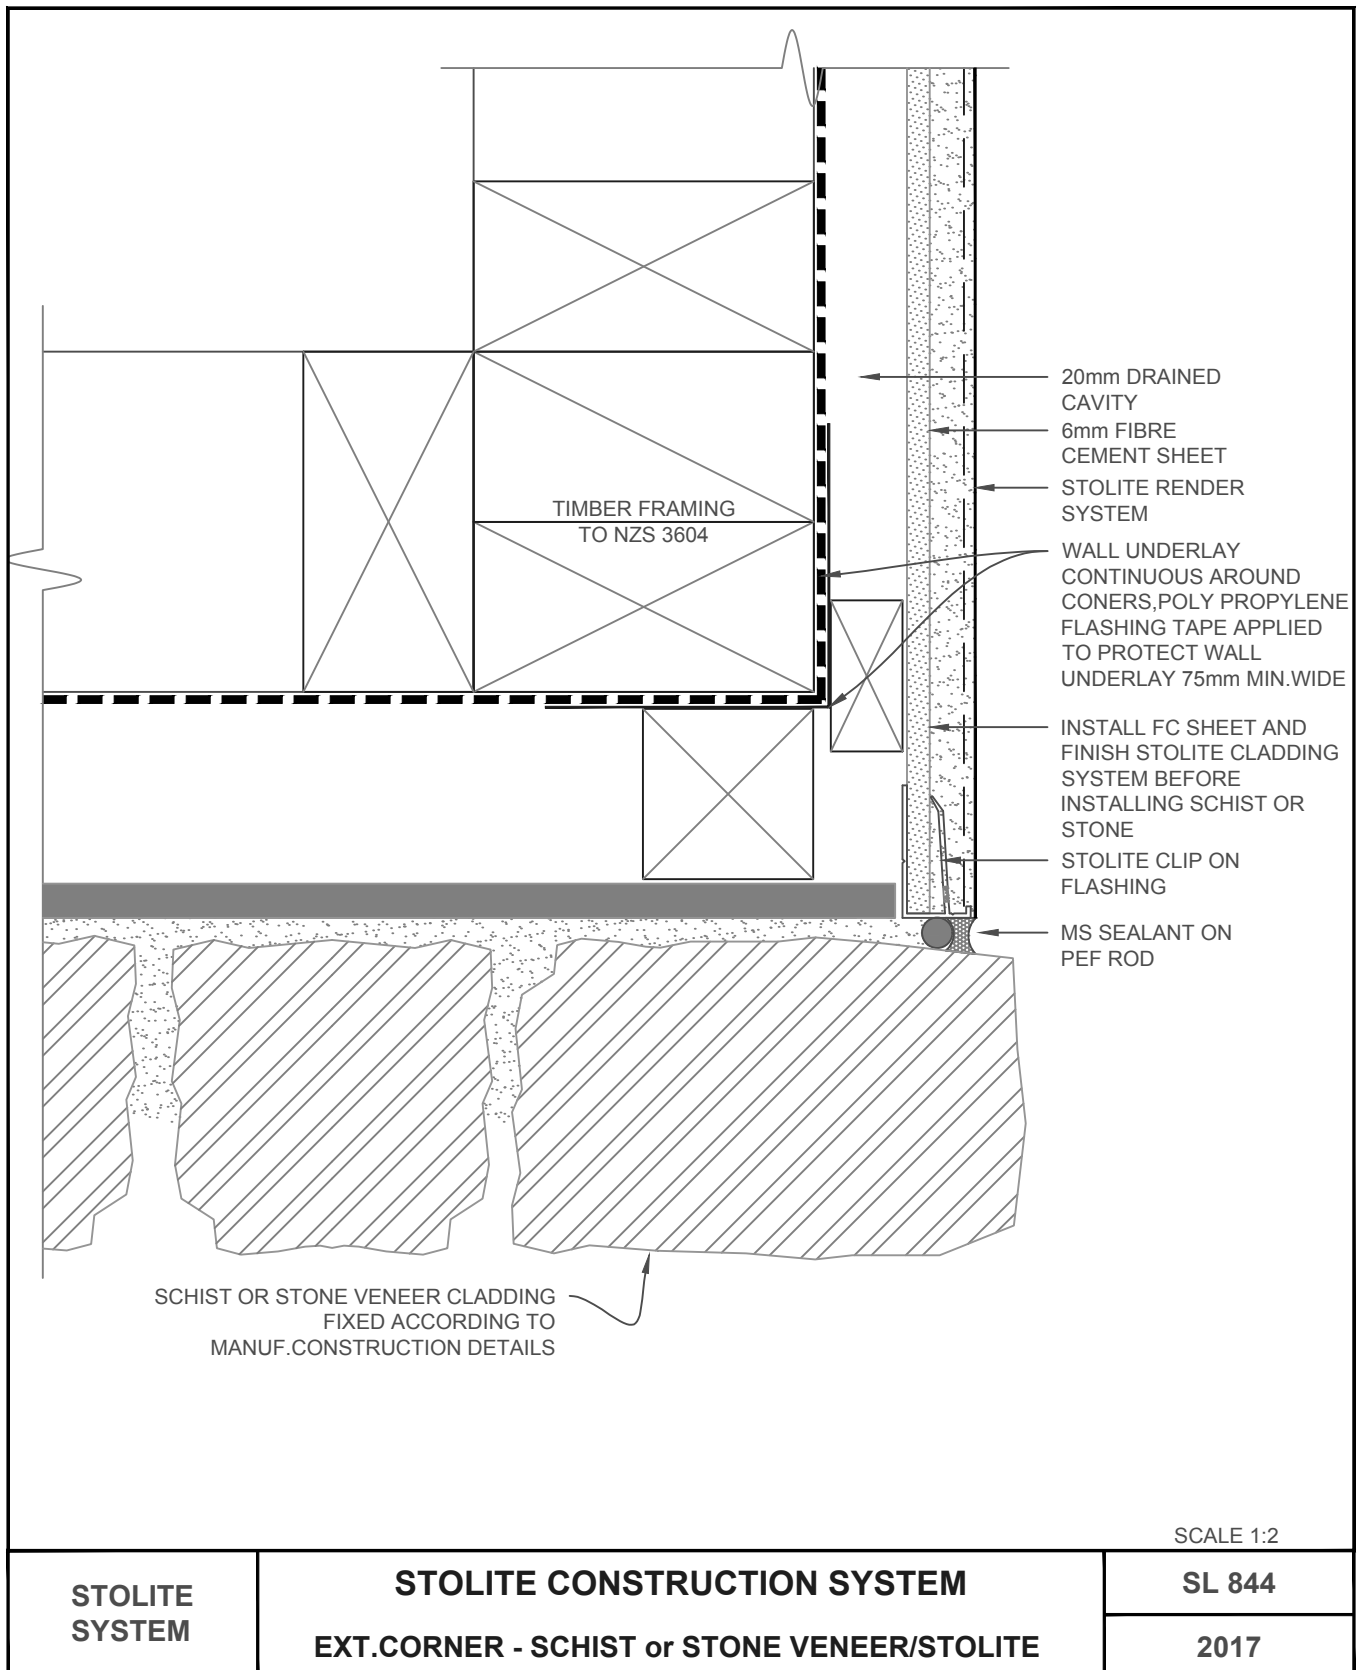 20mm DRAINED
CAVITY
6mm FIBRE
CEMENT SHEET
STOLITE RENDER
SYSTEM
TIMBER FRAMING
TO NZS 3604
WALL UNDERLAY
CONTINUOUS AROUND
CONERS,POLY PROPYLENE
FLASHING TAPE APPLIED
TO PROTECT WALL
UNDERLAY 75mm MIN.WIDE
INSTALL FC SHEET AND
FINISH STOLITE CLADDING
SYSTEM BEFORE
INSTALLING SCHIST OR
STONE
STOLITE CLIP ON
FLASHING
MS SEALANT ON
PEF ROD
SCHIST OR STONE VENEER CLADDING
FIXED ACCORDING TO
MANUF.CONSTRUCTION DETAILS
SCALE 1:2
STOLITE
SYSTEM
STOLITE CONSTRUCTION SYSTEM
EXT.CORNER - SCHIST or STONE VENEER/STOLITE
SL 844
2017